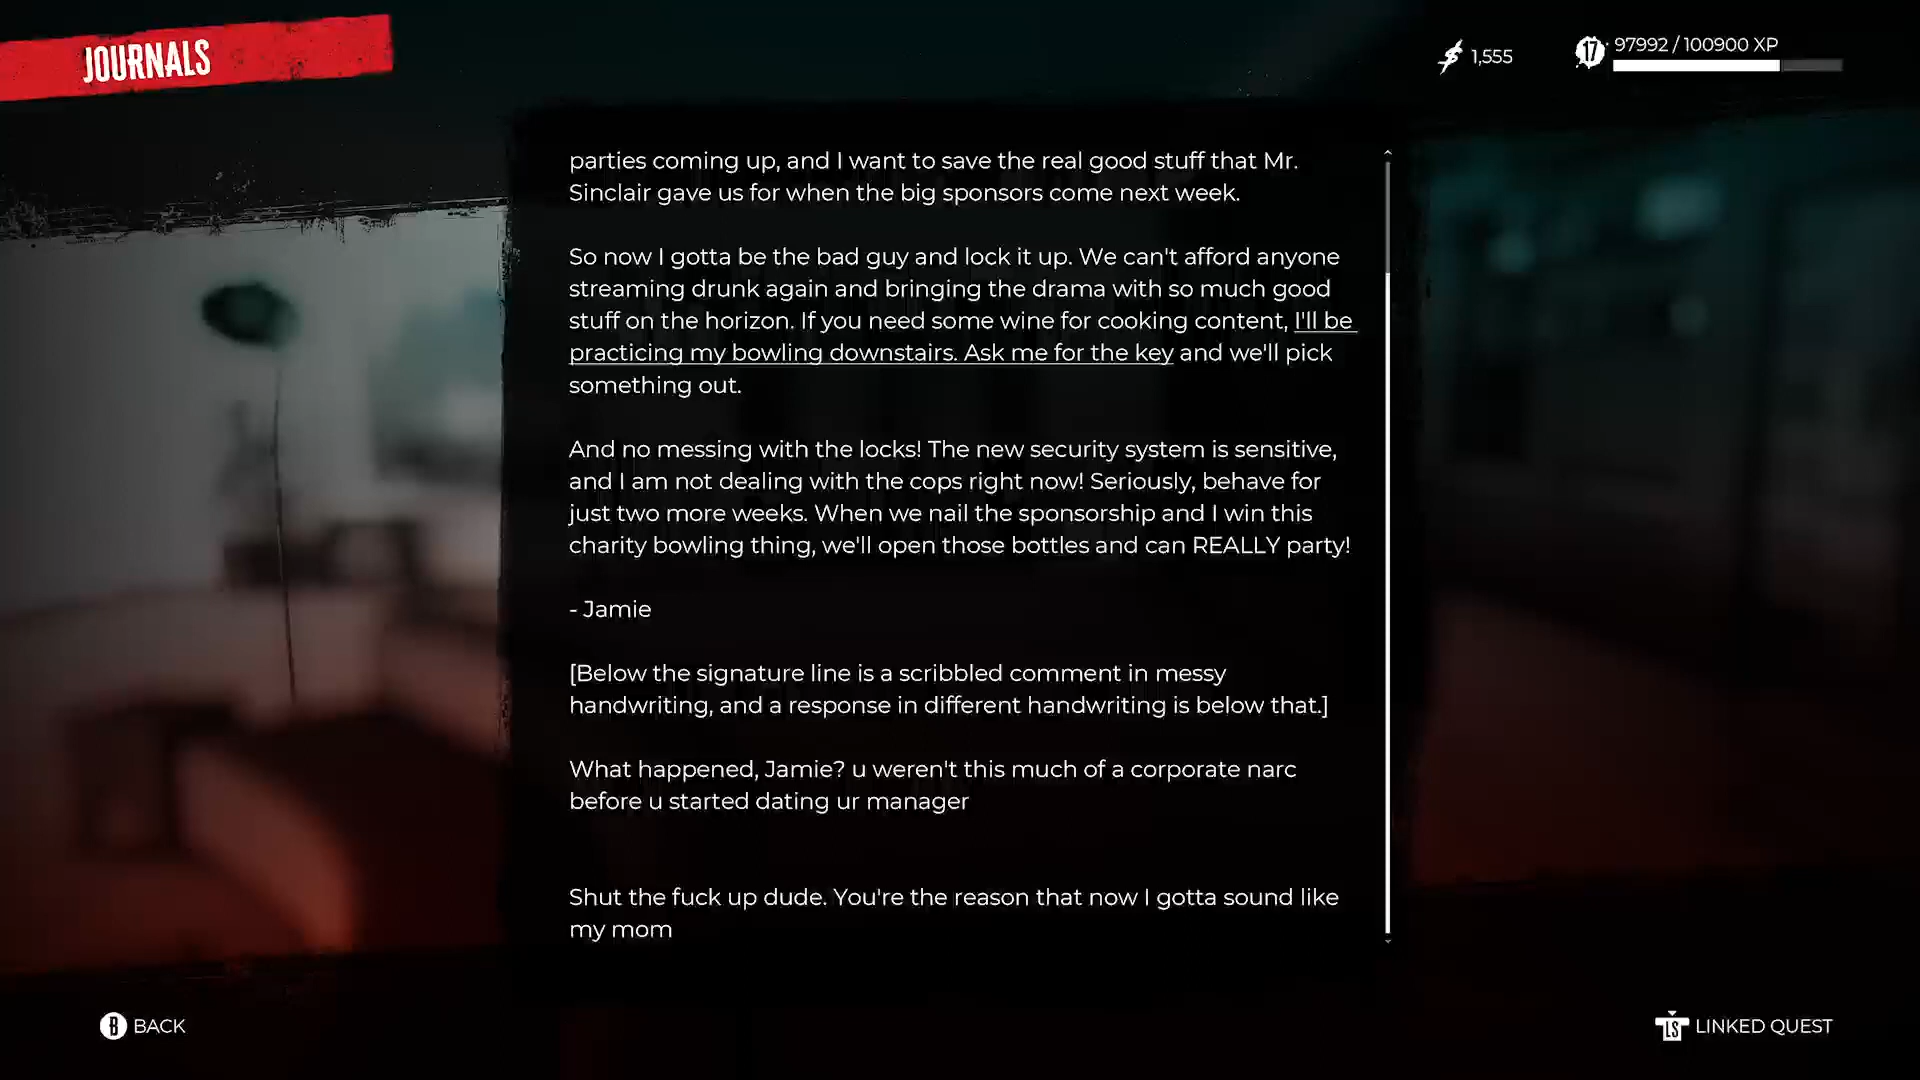 JOURNALS
1,555
17
97992 / 100900 XP
parties coming up, and I want to save the real good stuff that Mr.
Sinclair gave us for when the big sponsors come next week.
So now I gotta be the bad guy and lock it up. We can't afford anyone
streaming drunk again and bringing the drama with so much good
stuff on the horizon. If you need some wine for cooking content, I'll be
practicing my bowling downstairs. Ask me for the key and we'll pick
something out.
And no messing with the locks! The new security system is sensitive,
and I am not dealing with the cops right now! Seriously, behave for
just two more weeks. When we nail the sponsorship and I win this
charity bowling thing, we'll open those bottles and can REALLY party!
- Jamie
[Below the signature line is a scribbled comment in messy
handwriting, and a response in different handwriting is below that.]
What happened, Jamie? u weren't this much of a corporate narc
before u started dating ur manager
Shut the fuck up dude. You're the reason that now I gotta sound like
my mom
B BACK
LS LINKED QUEST